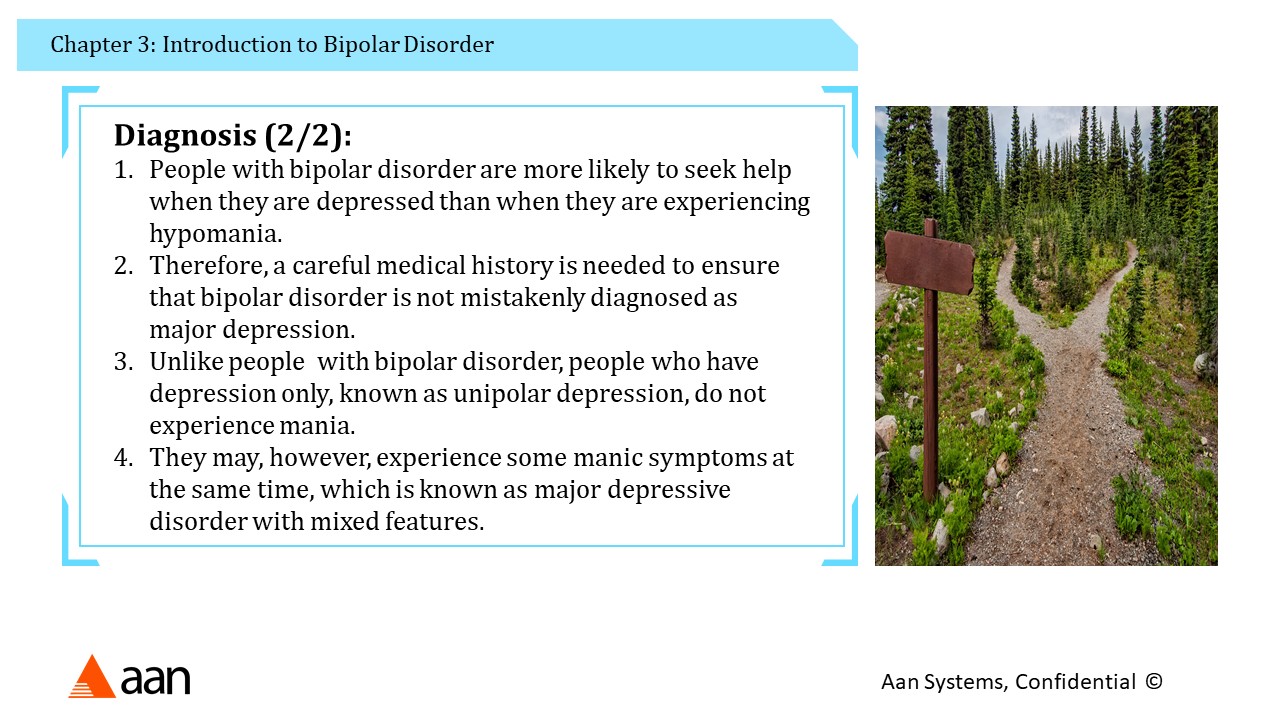 Chapter 3: Introduction to Bipolar Disorder
Diagnosis (2/2):
1. People with bipolar disorder are more likely to seek help
when they are depressed than when they are experiencing
hypomania.
2. Therefore, a careful medical history is needed to ensure
that bipolar disorder is not mistakenly diagnosed as
major depression.
3. Unlike people  with bipolar disorder, people who have
depression only, known as unipolar depression, do not
experience mania.
4. They may, however, experience some manic symptoms at
the same time, which is known as major depressive
disorder with mixed features.
aan
Aan Systems, Confidential ©